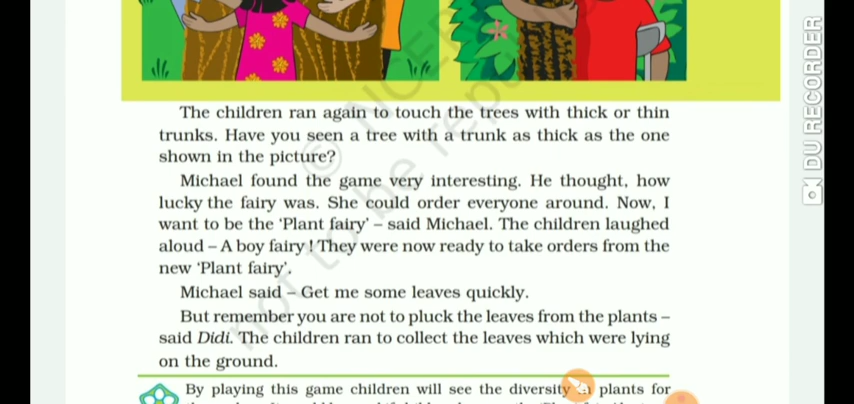 The children ran again to touch the trees with thick or thin
trunks. Have you seen a tree with a trunk as thick as the one
shown in the picture?
Michael found the game very interesting. He thought, how
lucky the fairy was. She could order everyone around. Now, I
want to be the ‘Plant fairy’ – said Michael. The children laughed
aloud – A boy fairy ! They were now ready to take orders from the
new ‘Plant fairy’.
Michael said – Get me some leaves quickly.
But remember you are not to pluck the leaves from the plants –
said Didi. The children ran to collect the leaves which were lying
on the ground.
By playing this game children will see the diversity plants for
DU RECORDER
not to be
©